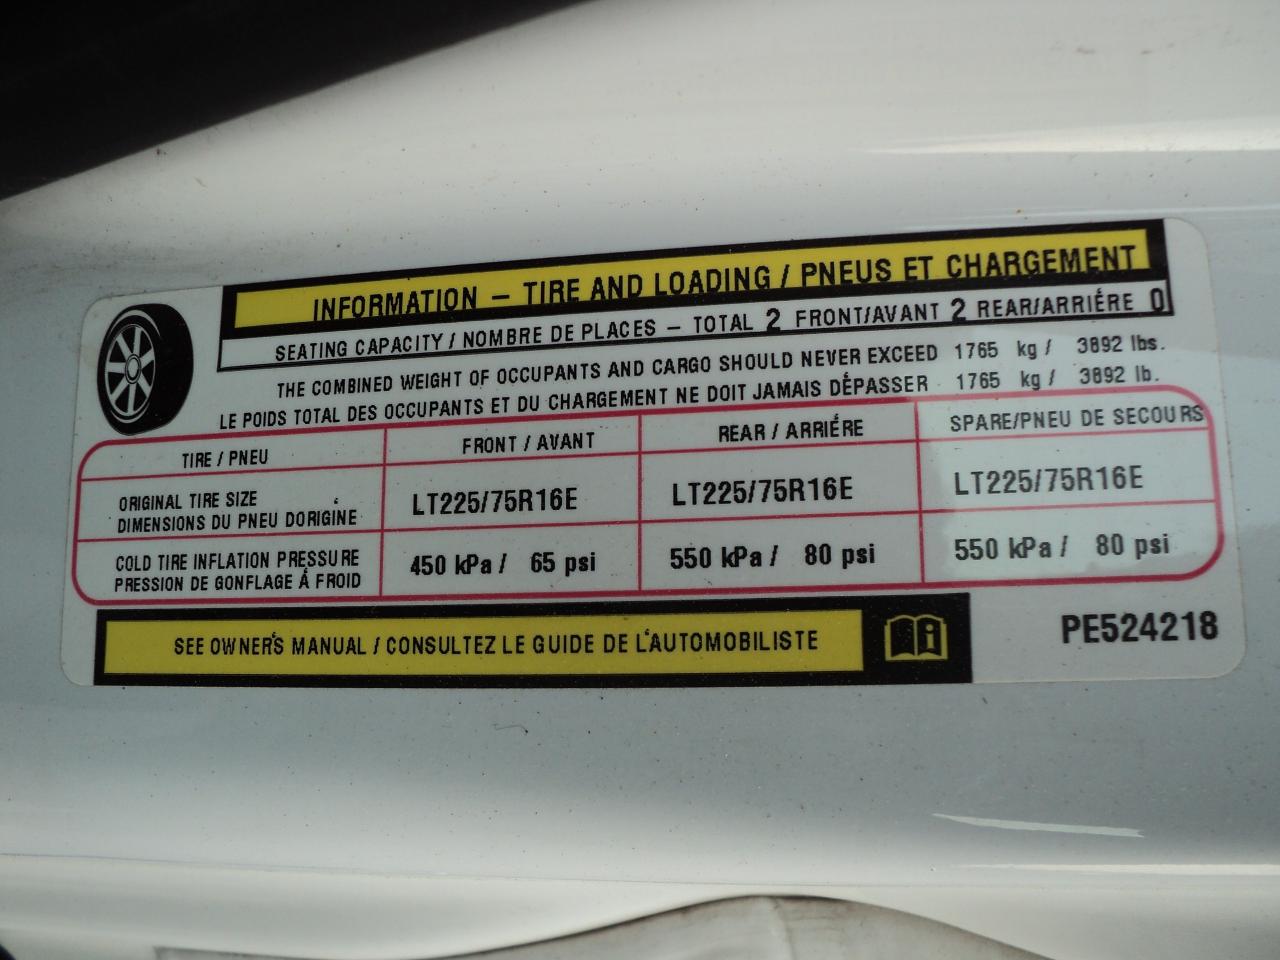 INFORMATION – TIRE AND LOADING / PNEUS ET CHARGEMENT
SEATING CAPACITY / NOMBRE DE PLACES – TOTAL 2 FRONT/AVANT 2 REAR/ARRIÉRE 0
THE COMBINED WEIGHT OF OCCUPANTS AND CARGO SHOULD NEVER EXCEED 1765 kg / 3892 lbs.
LE POIDS TOTAL DES OCCUPANTS ET DU CHARGEMENT NE DOIT JAMAIS DÉPASSER 1765 kg / 3892 lb.
TIRE / PNEU FRONT / AVANT REAR / ARRIÉRE SPARE/PNEU DE SECOURS
ORIGINAL TIRE SIZE
DIMENSIONS DU PNEU D'ORIGINE LT225/75R16E LT225/75R16E LT225/75R16E
COLD TIRE INFLATION PRESSURE
PRESSION DE GONFLAGE Á FROID 450 kPa / 65 psi 550 kPa / 80 psi 550 kPa / 80 psi
SEE OWNER'S MANUAL / CONSULTEZ LE GUIDE DE L'AUTOMOBILISTE
PE524218